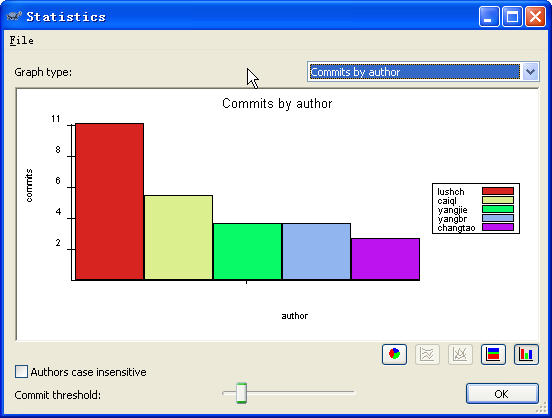 Statistics
File
Graph type:
Commits by author
Commits by author
11
8
6
4
2
commits
author
lushch
caiql
yangjie
yangbr
changtao
Authors case insensitive
Commit threshold:
OK